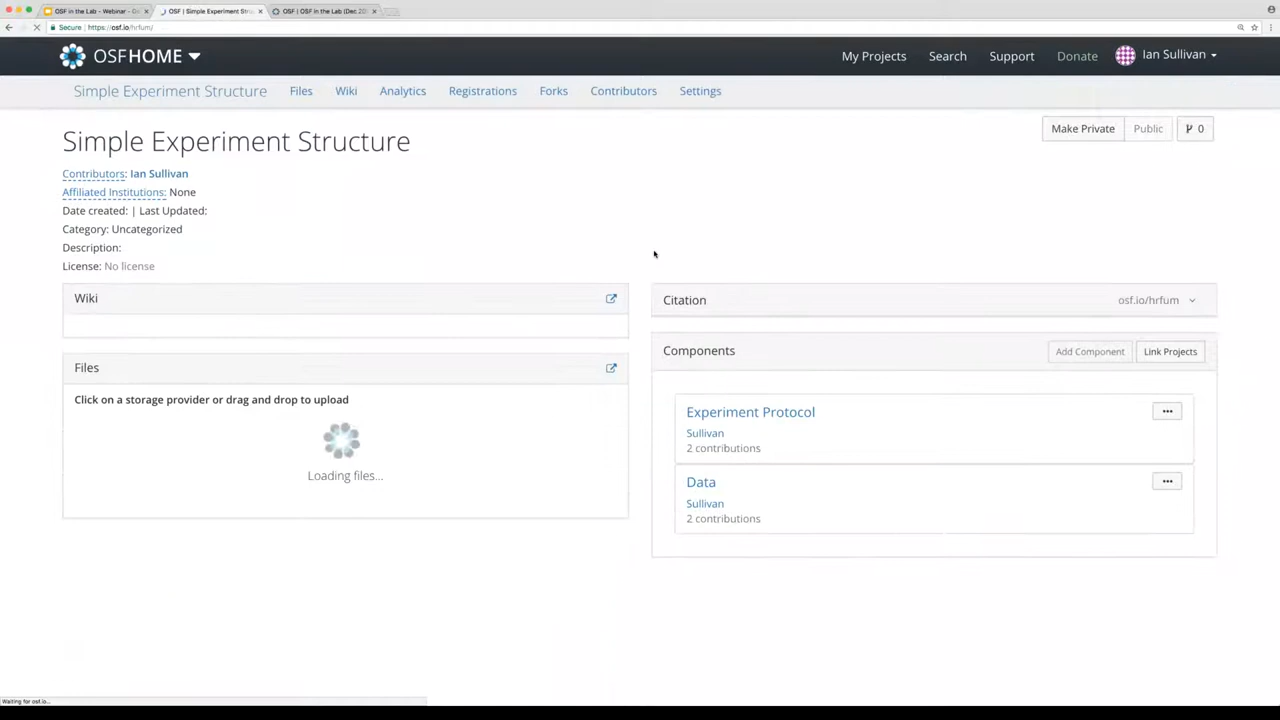 OSF in the Lab - Webinar - Go
OSF | Simple Experiment Struc
OSF | OSF in the Lab (Dec 20
Secure | https://osf.io/hrfum/
OSFHOME
My Projects
Search
Support
Donate
Ian Sullivan
Simple Experiment Structure
Files
Wiki
Analytics
Registrations
Forks
Contributors
Settings
Simple Experiment Structure
Make Private
Public
0
Contributors: Ian Sullivan
Affiliated Institutions: None
Date created: | Last Updated:
Category: Uncategorized
Description:
License: No license
Wiki
Files
Click on a storage provider or drag and drop to upload
Loading files...
Citation
osf.io/hrfum
Components
Add Component
Link Projects
Experiment Protocol
Sullivan
2 contributions
Data
Sullivan
2 contributions
Waiting for osf.io...